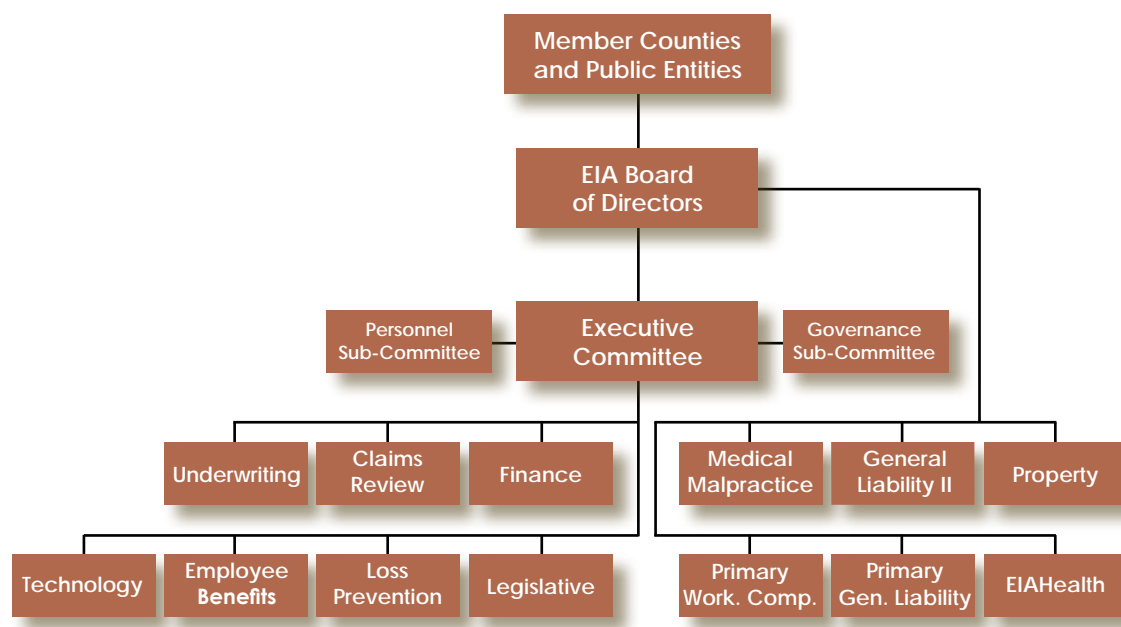 Member Counties
and Public Entities
EIA Board
of Directors
Personnel
Sub-Committee
Executive
Committee
Governance
Sub-Committee
Underwriting
Claims
Review
Finance
Medical
Malpractice
General
Liability II
Property
Technology
Employee
Benefits
Loss
Prevention
Legislative
Primary
Work. Comp.
Primary
Gen. Liability
EIAHealth